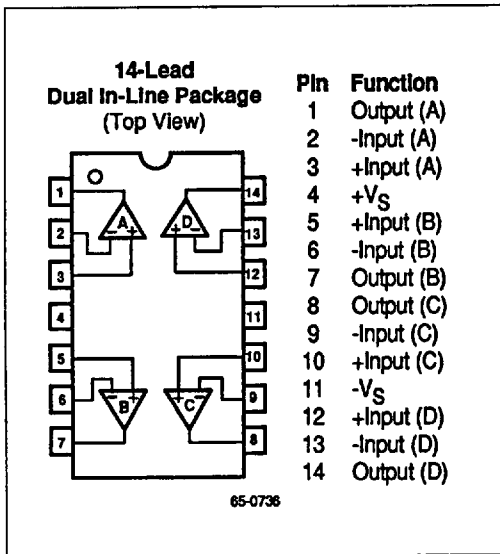 14-Lead
Dual In-Line Package
(Top View)
1
2
3
4
5
6
7
14
13
12
11
10
9
8
A
- +
D
+ -
B
- +
C
+ -
65-0736
Pin Function
1 Output (A)
2 -Input (A)
3 +Input (A)
4 +VS
5 +Input (B)
6 -Input (B)
7 Output (B)
8 Output (C)
9 -Input (C)
10 +Input (C)
11 -VS
12 +Input (D)
13 -Input (D)
14 Output (D)